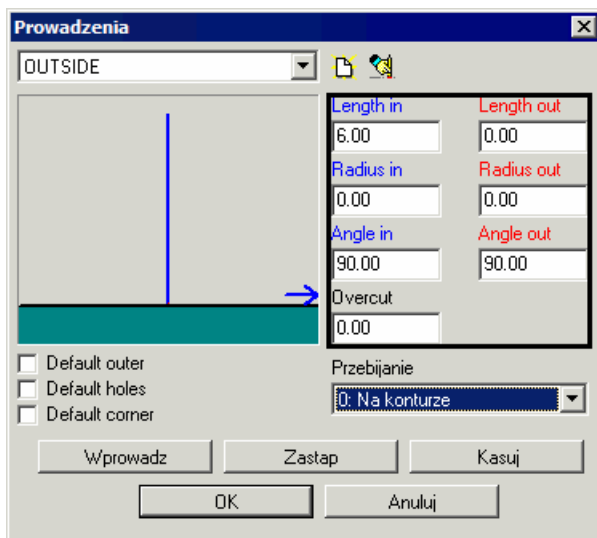 Prowadzenia
OUTSIDE
Length in Length out
6.00 0.00
Radius in Radius out
0.00 0.00
Angle in Angle out
90.00 90.00
Overcut
0.00
Default outer
Default holes
Default corner
Przebijanie
0: Na konturze
Wprowadz Zastap Kasuj
OK Anuluj